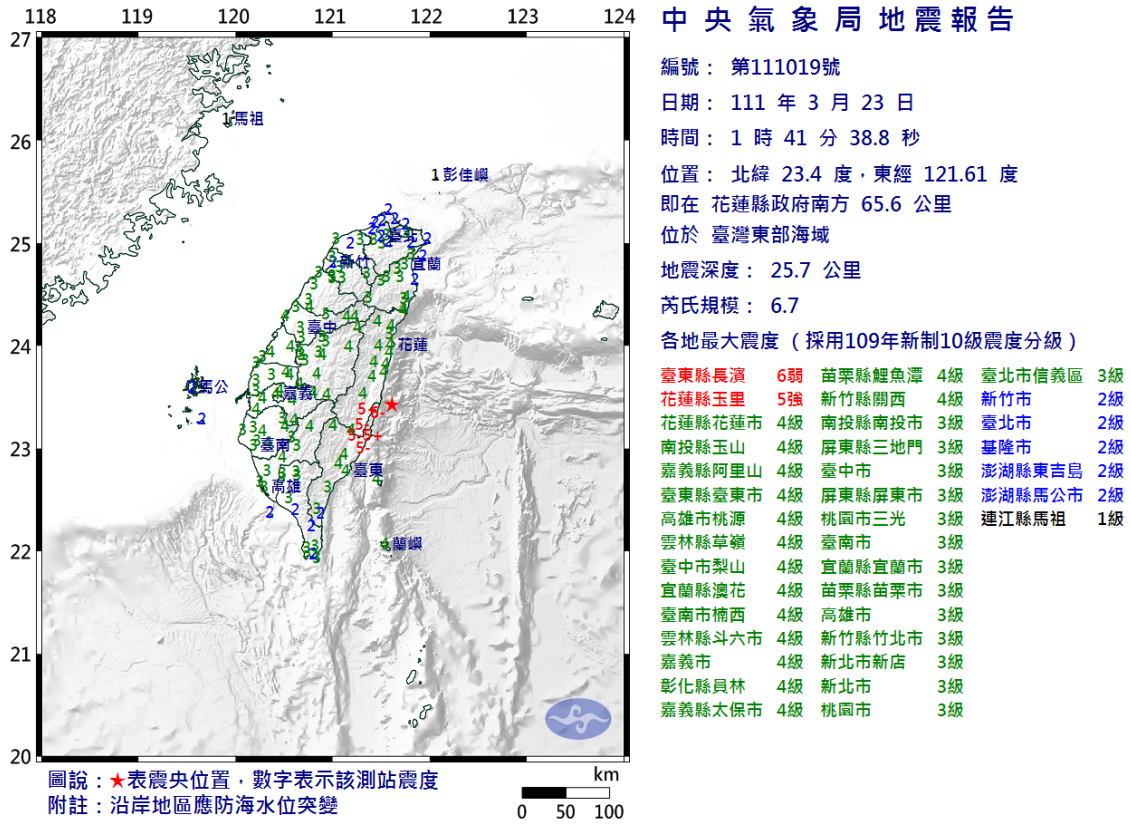 中央氣象局地震報告
編號： 第111019號
日期： 111 年 3 月 23 日
時間： 1 時 41 分 38.8 秒
位置： 北緯 23.4 度，東經 121.61 度
即在 花蓮縣政府南方 65.6 公里
位於 臺灣東部海域
地震深度： 25.7 公里
芮氏規模： 6.7
各地最大震度（採用109年新制10級震度分級）
臺東縣長濱 6弱 苗栗縣鯉魚潭 4級 臺北市信義區 3級
花蓮縣玉里 5強 新竹縣關西 4級 新竹市 2級
花蓮縣花蓮市 4級 南投縣南投市 3級 臺北市 2級
南投縣玉山 4級 屏東縣三地門 3級 基隆市 2級
嘉義縣阿里山 4級 臺中市 3級 澎湖縣東吉島 2級
臺東縣臺東市 4級 屏東縣屏東市 3級 澎湖縣馬公市 2級
高雄市桃源 4級 桃園市三光 3級 連江縣馬祖 1級
雲林縣草嶺 4級 臺南市 3級
臺中市梨山 4級 宜蘭縣宜蘭市 3級
宜蘭縣澳花 4級 苗栗縣苗栗市 3級
臺南市楠西 4級 高雄市 3級
雲林縣斗六市 4級 新竹縣竹北市 3級
嘉義市 4級 新北市新店 3級
彰化縣員林 4級 新北市 3級
嘉義縣太保市 4級 桃園市 3級
118 119 120 121 122 123 124
27
26
25
24
23
22
21
20
1馬祖
1彭佳嶼
臺北
新竹
宜蘭
臺中
花蓮
2馬公
2
嘉義
臺南
臺東
高雄
4蘭嶼
圖說：★表震央位置，數字表示該測站震度
附註：沿岸地區應防海水位突變
km
0 50 100